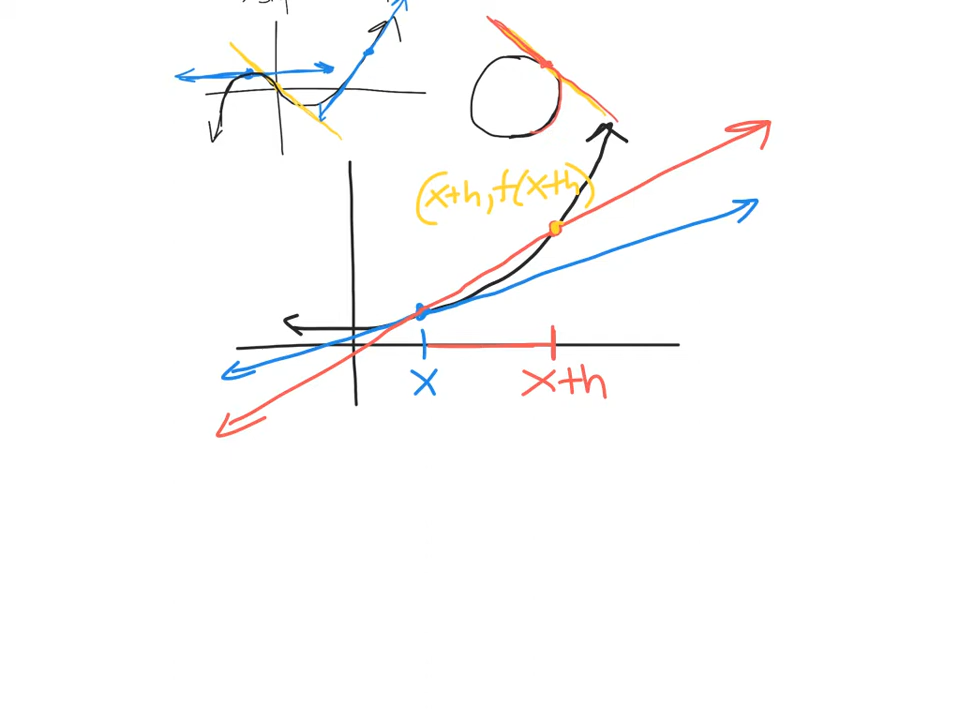 (x+h, f(x+h))
x
x+h